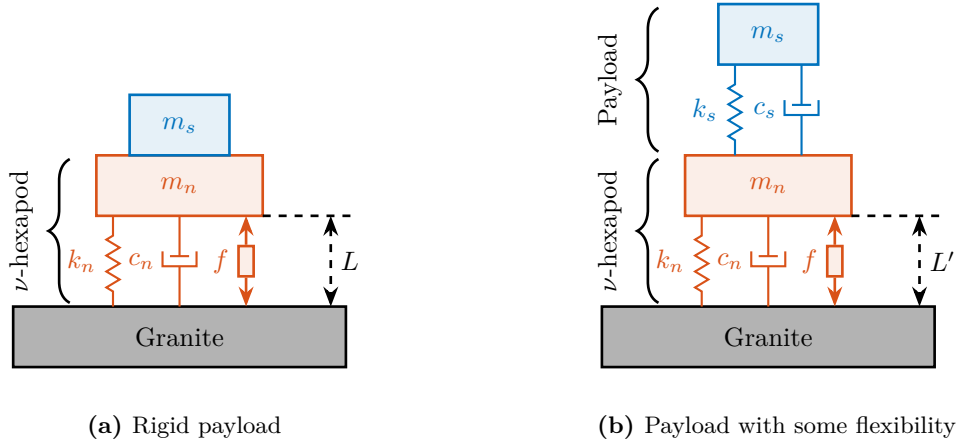 m_s
ν-hexapod
m_n
k_n
c_n
f
L
Granite
(a) Rigid payload
Payload
m_s
k_s
c_s
ν-hexapod
m_n
k_n
c_n
f
L′
Granite
(b) Payload with some flexibility